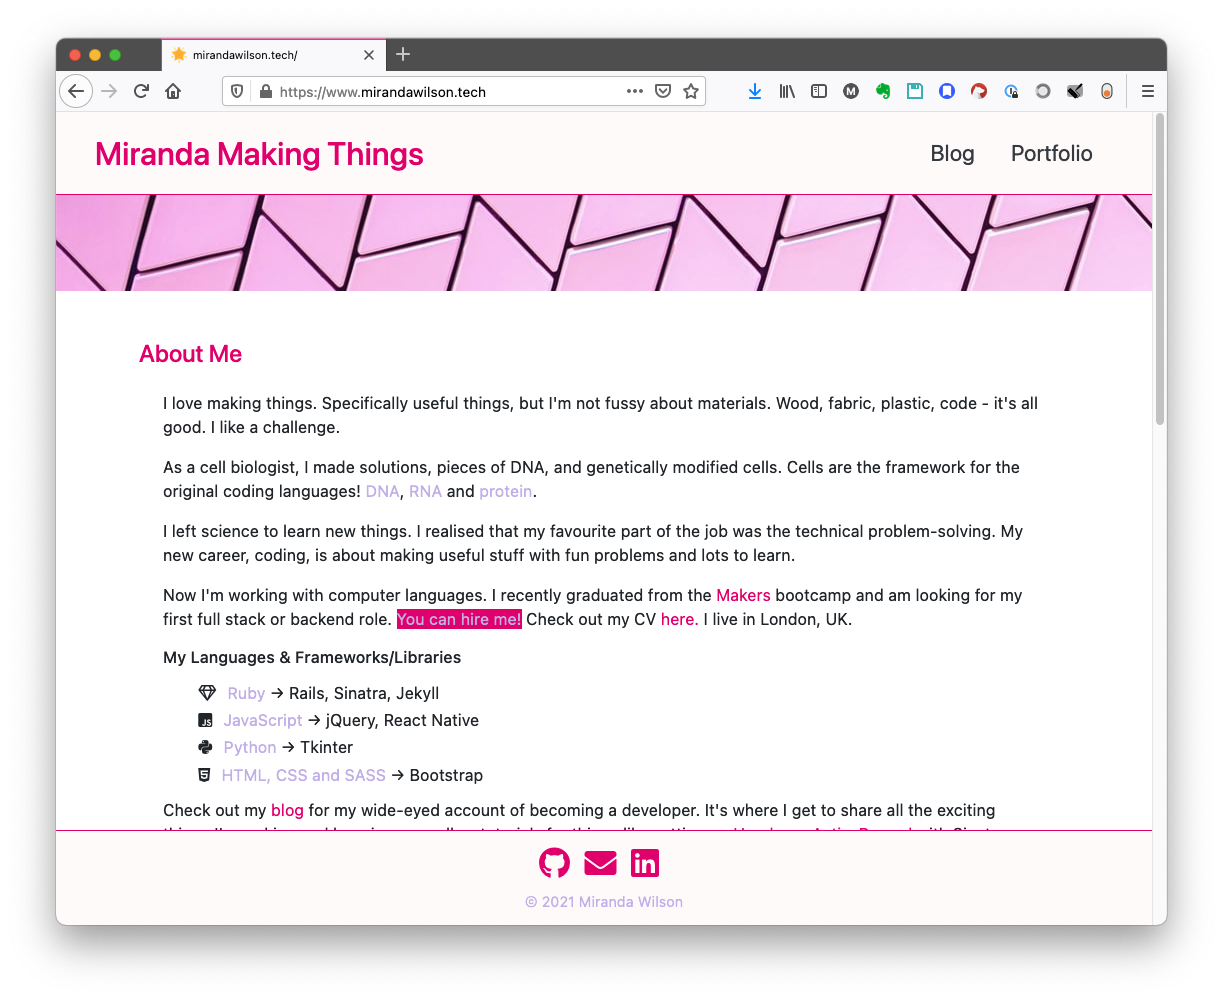 mirandawilson.tech/
https://www.mirandawilson.tech
Miranda Making Things
Blog Portfolio
About Me
I love making things. Specifically useful things, but I'm not fussy about materials. Wood, fabric, plastic, code - it's all
good. I like a challenge.
As a cell biologist, I made solutions, pieces of DNA, and genetically modified cells. Cells are the framework for the
original coding languages! DNA, RNA and protein.
I left science to learn new things. I realised that my favourite part of the job was the technical problem-solving. My
new career, coding, is about making useful stuff with fun problems and lots to learn.
Now I'm working with computer languages. I recently graduated from the Makers bootcamp and am looking for my
first full stack or backend role. You can hire me! Check out my CV here. I live in London, UK.
My Languages & Frameworks/Libraries
Ruby → Rails, Sinatra, Jekyll
JS JavaScript → jQuery, React Native
Python → Tkinter
5 HTML, CSS and SASS → Bootstrap
Check out my blog for my wide-eyed account of becoming a developer. It's where I get to share all the exciting
in
© 2021 Miranda Wilson